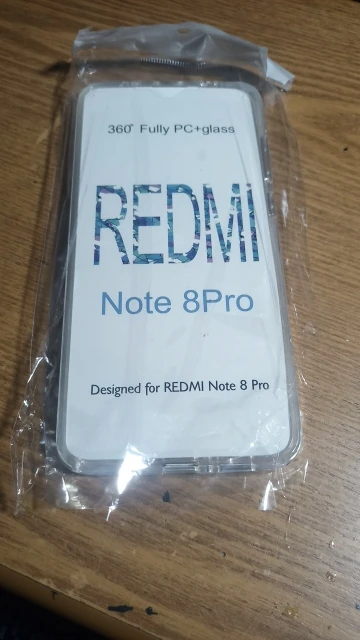 360° Fully PC+glass
REDMI
Note 8Pro
Designed for REDMI Note 8 Pro